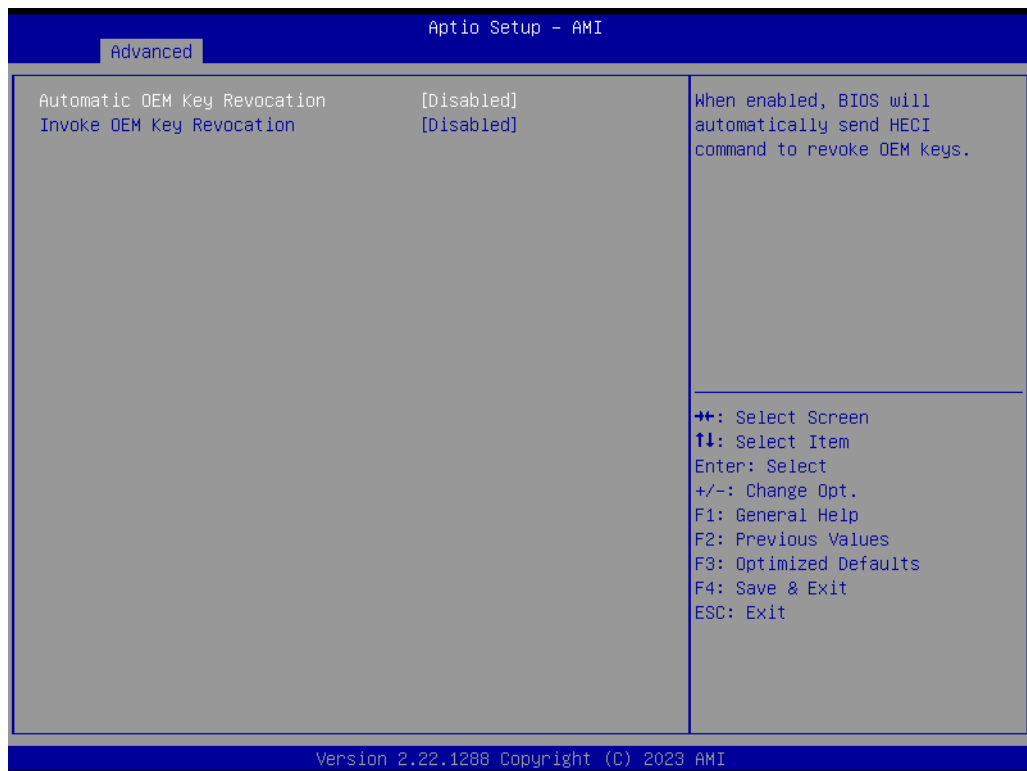 Aptio Setup – AMI
Advanced
Automatic OEM Key Revocation [Disabled]
Invoke OEM Key Revocation [Disabled]
When enabled, BIOS will
automatically send HECI
command to revoke OEM keys.
→←: Select Screen
↑↓: Select Item
Enter: Select
+/-: Change Opt.
F1: General Help
F2: Previous Values
F3: Optimized Defaults
F4: Save & Exit
ESC: Exit
Version 2.22.1288 Copyright (C) 2023 AMI